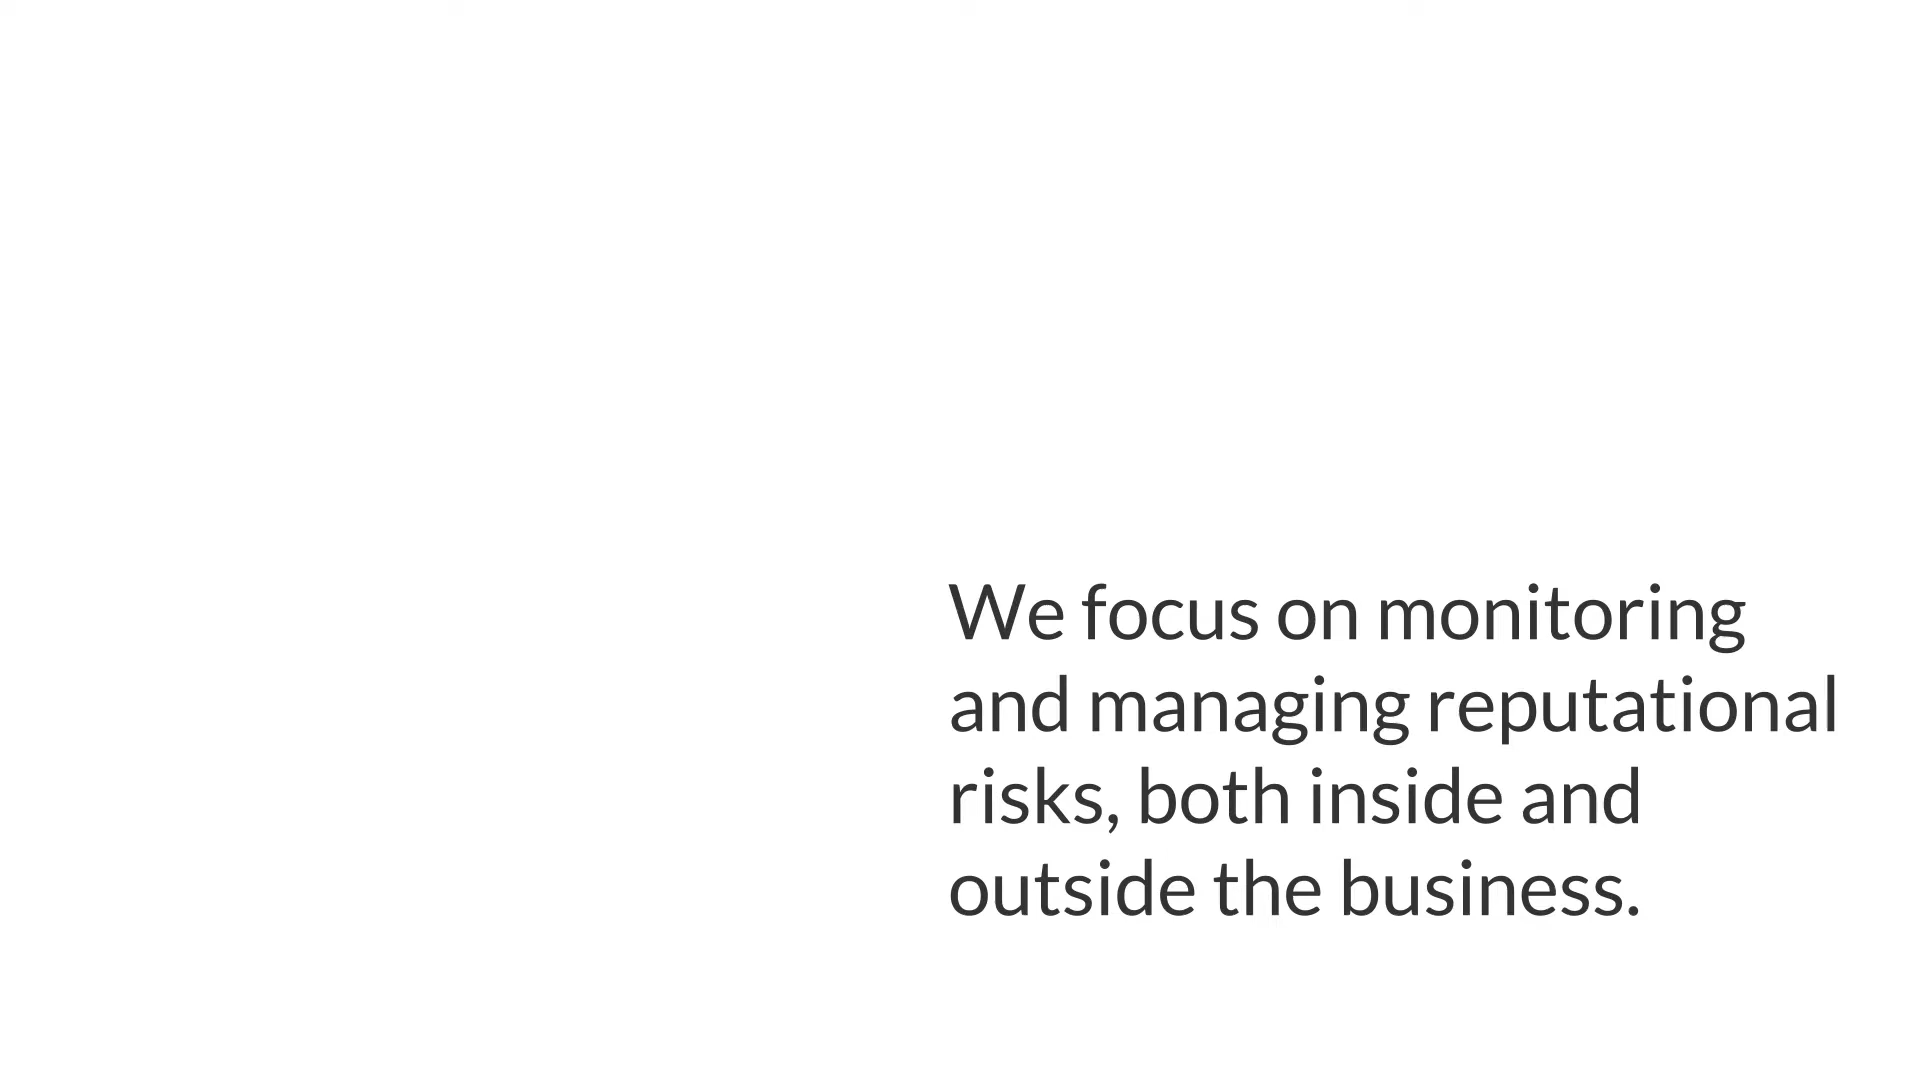 We focus on monitoring
and managing reputational
risks, both inside and
outside the business.